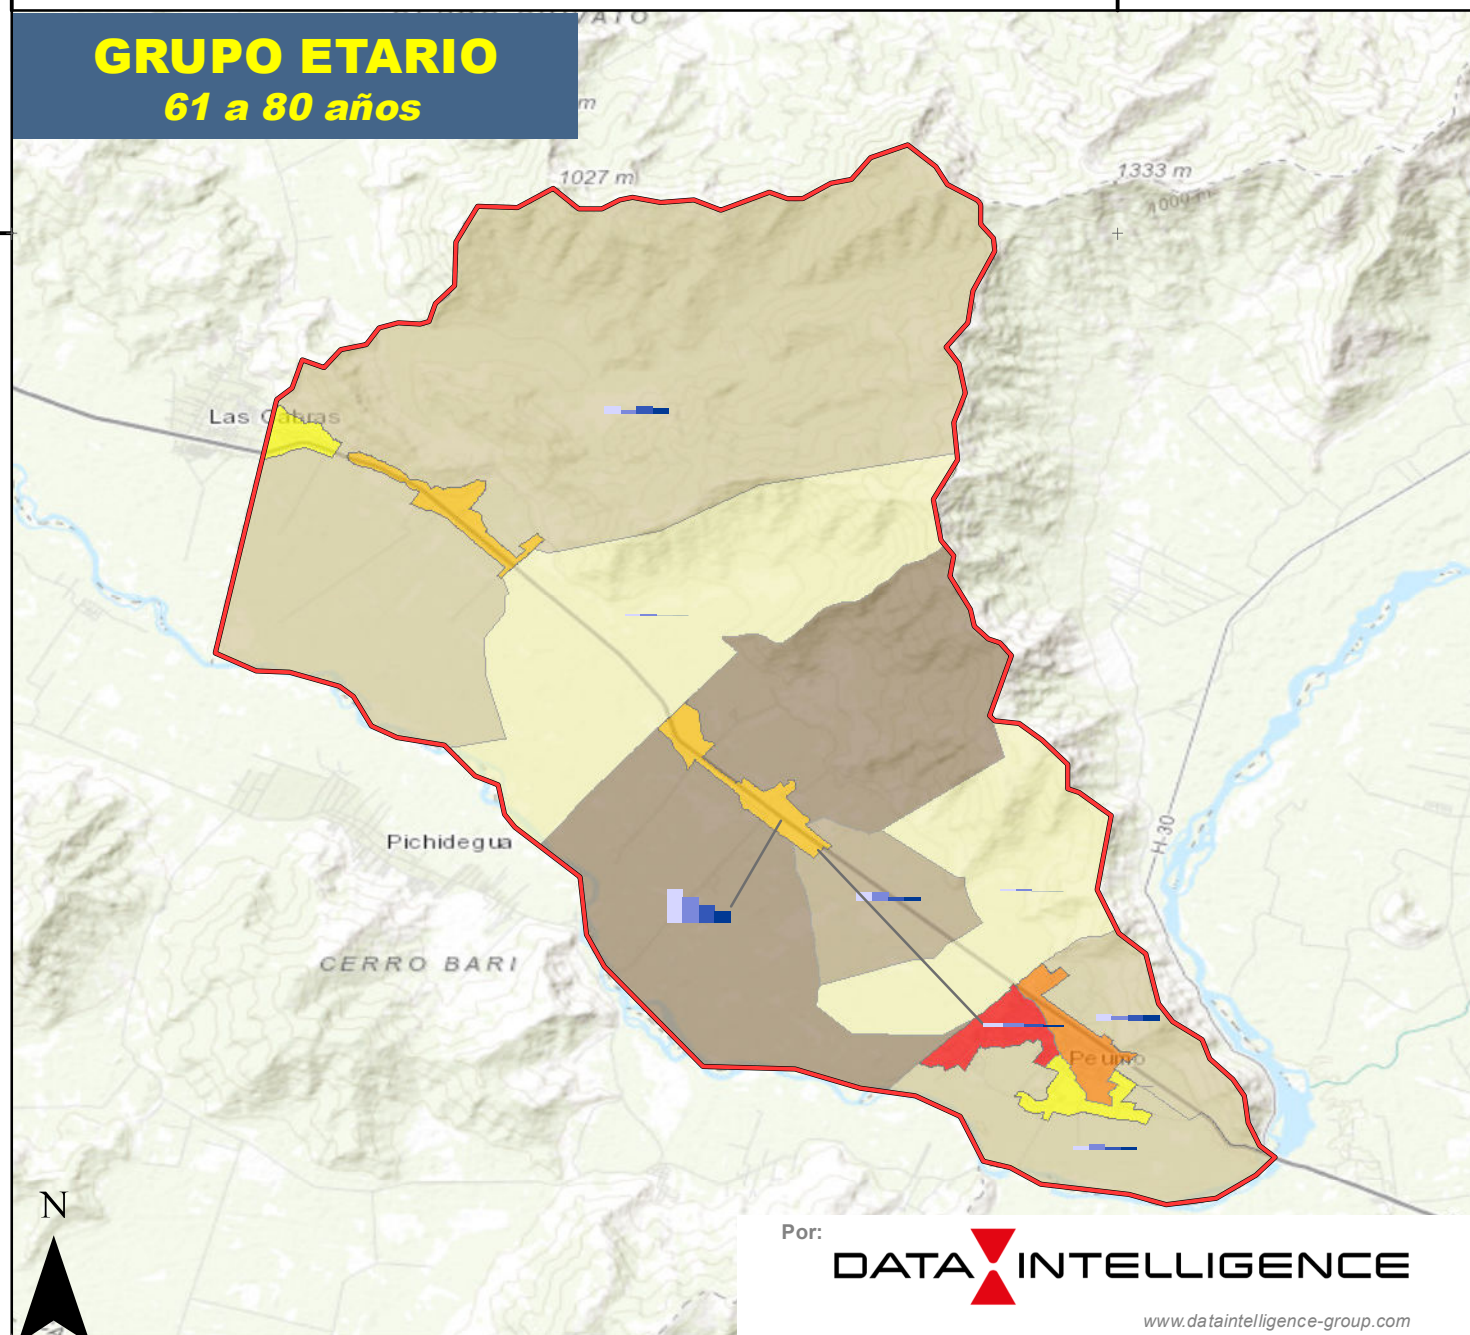 GRUPO ETARIO
61 a 80 años
m
1027 m
1333 m
1000 m
Las Cabras
H-30
Pichidegua
CERRO BARI
Peumo
N
Por:
DATA INTELLIGENCE
www.dataintelligence-group.com